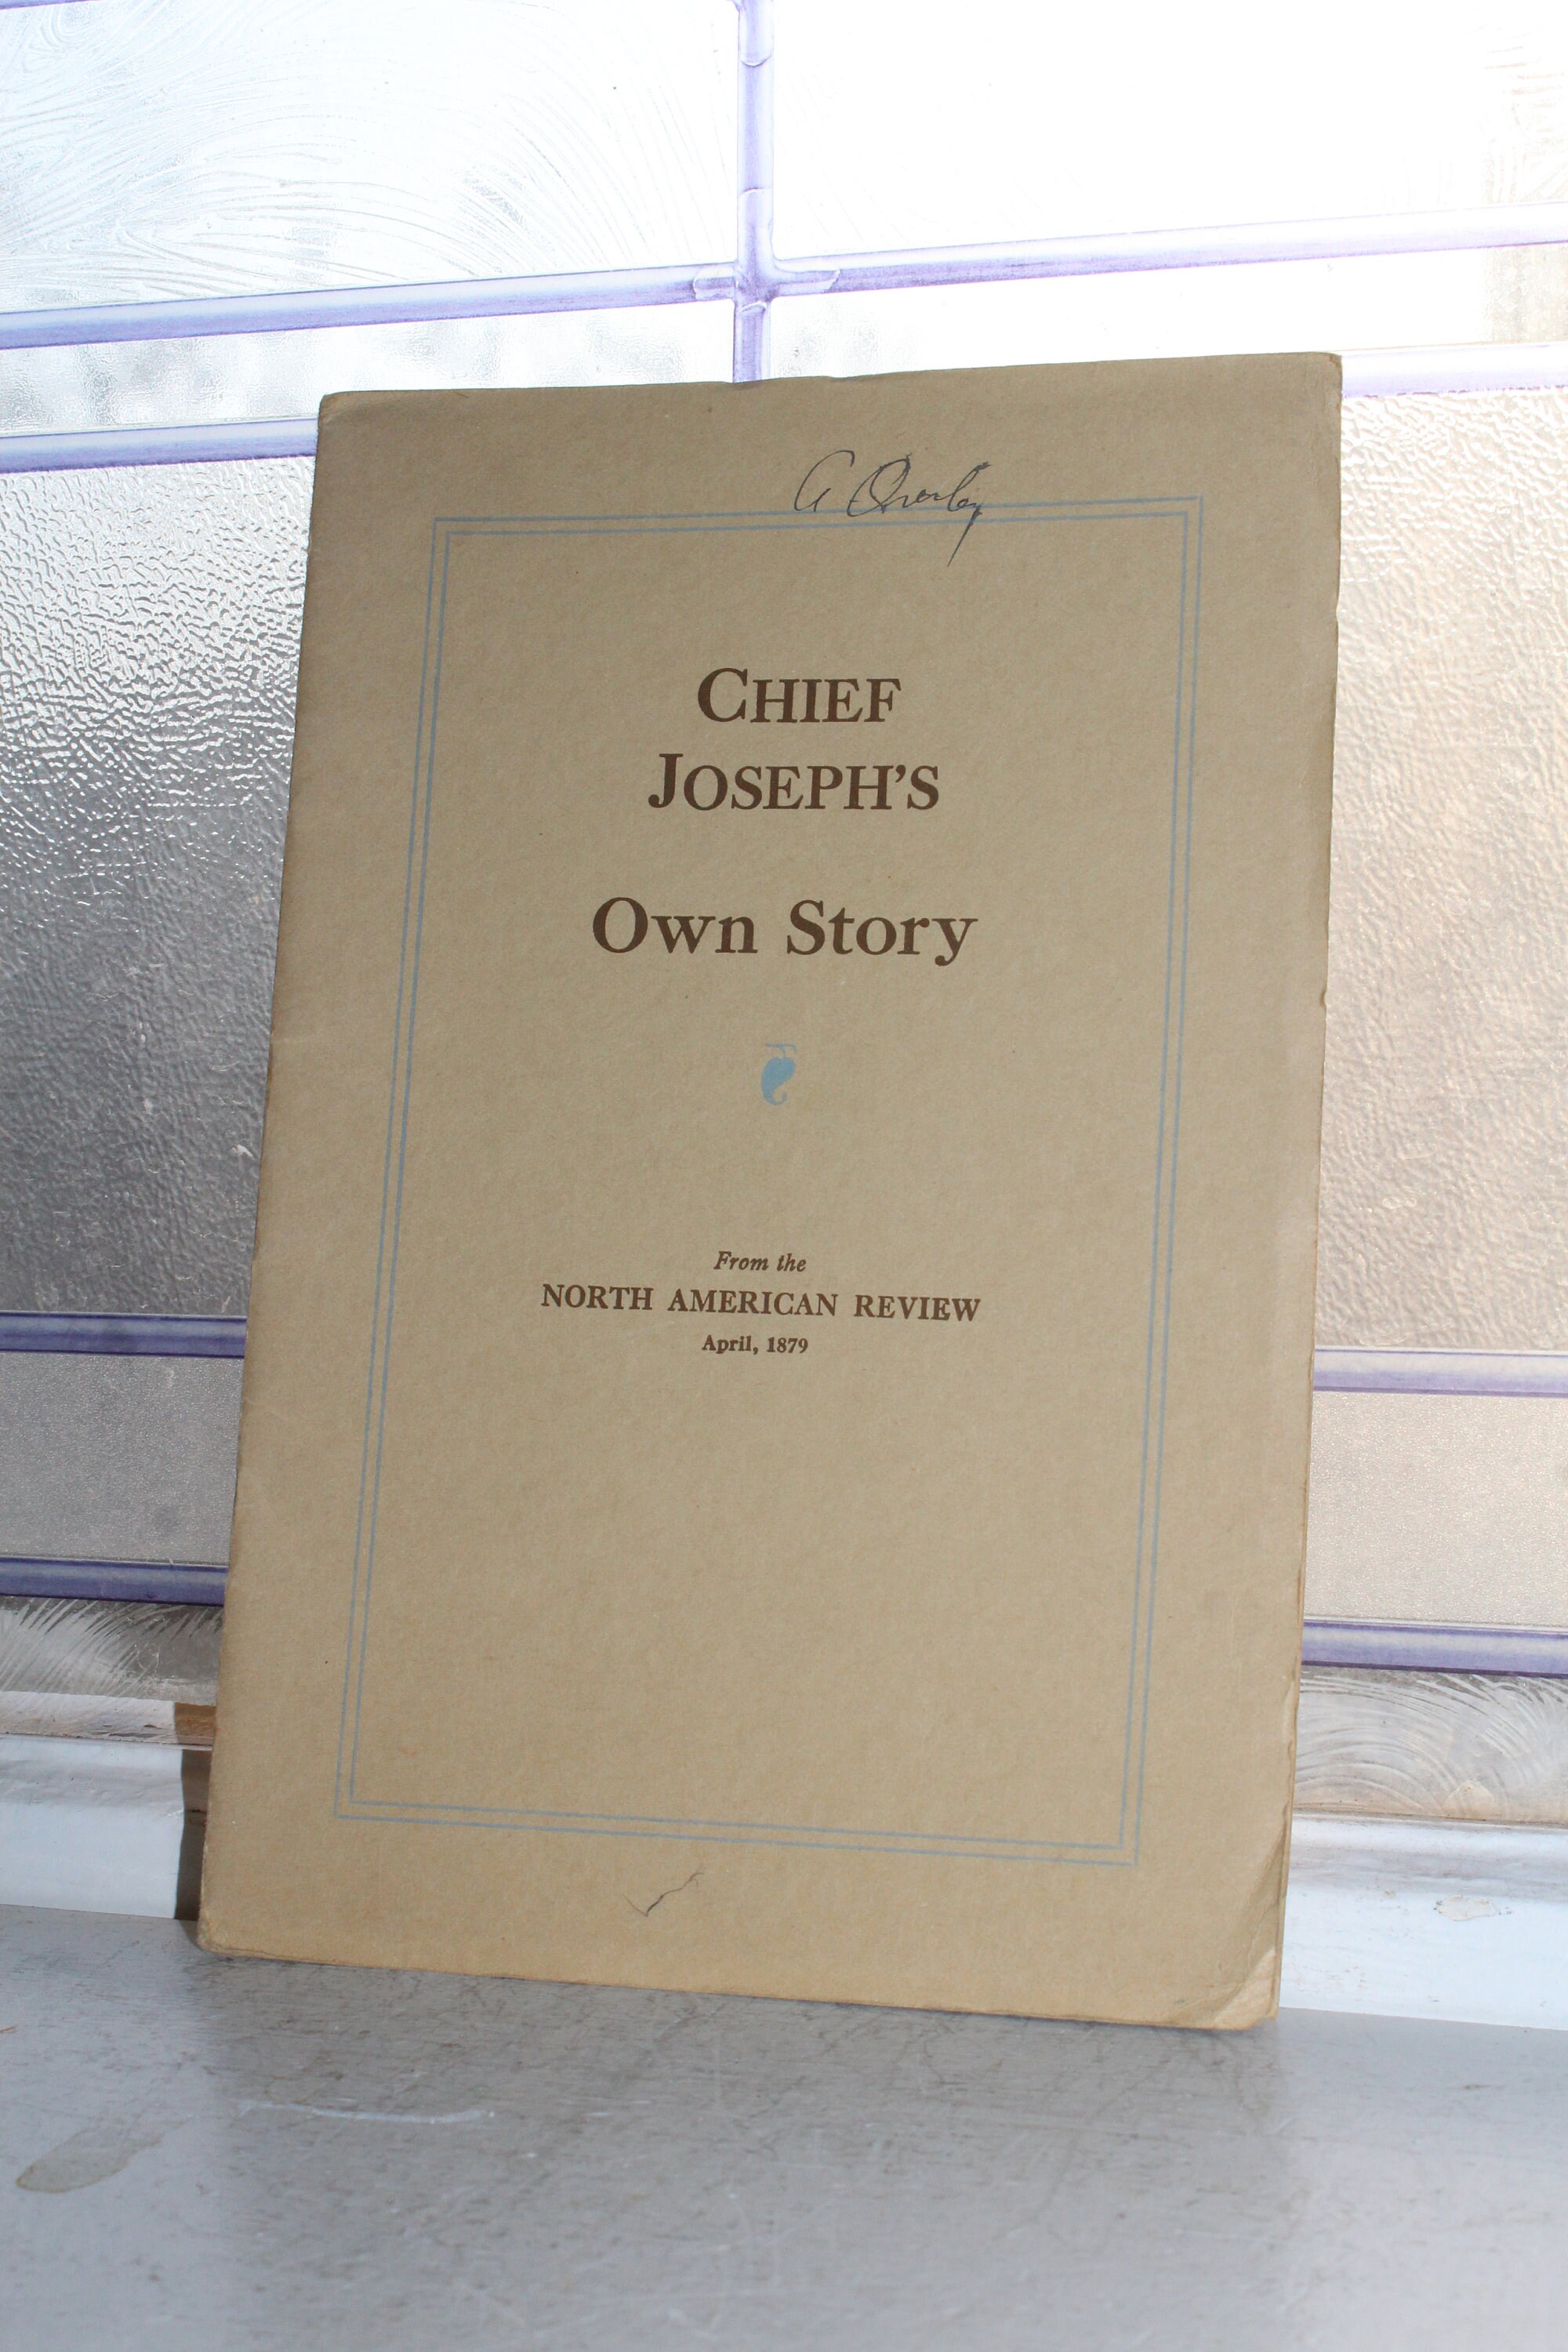 CHIEF
JOSEPH'S
Own Story
From the
NORTH AMERICAN REVIEW
April, 1879